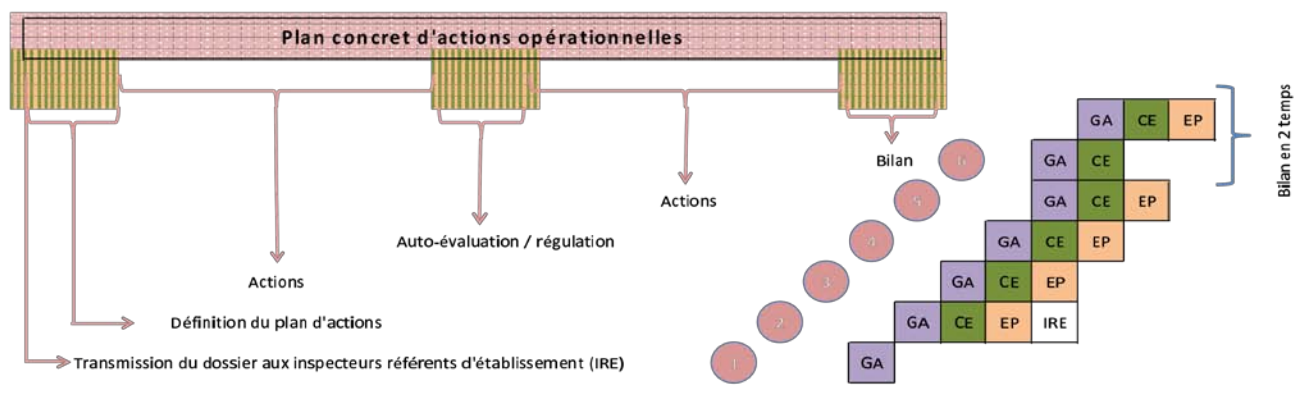 Plan concret d'actions opérationnelles
GA CE EP
Bilan en 2 temps
Bilan 6 GA CE
Actions 5 GA CE EP
Auto-évaluation / régulation 4 GA CE EP
Actions 3 GA CE EP
Définition du plan d'actions 2 GA CE EP IRE
Transmission du dossier aux inspecteurs référents d'établissement (IRE) 1 GA